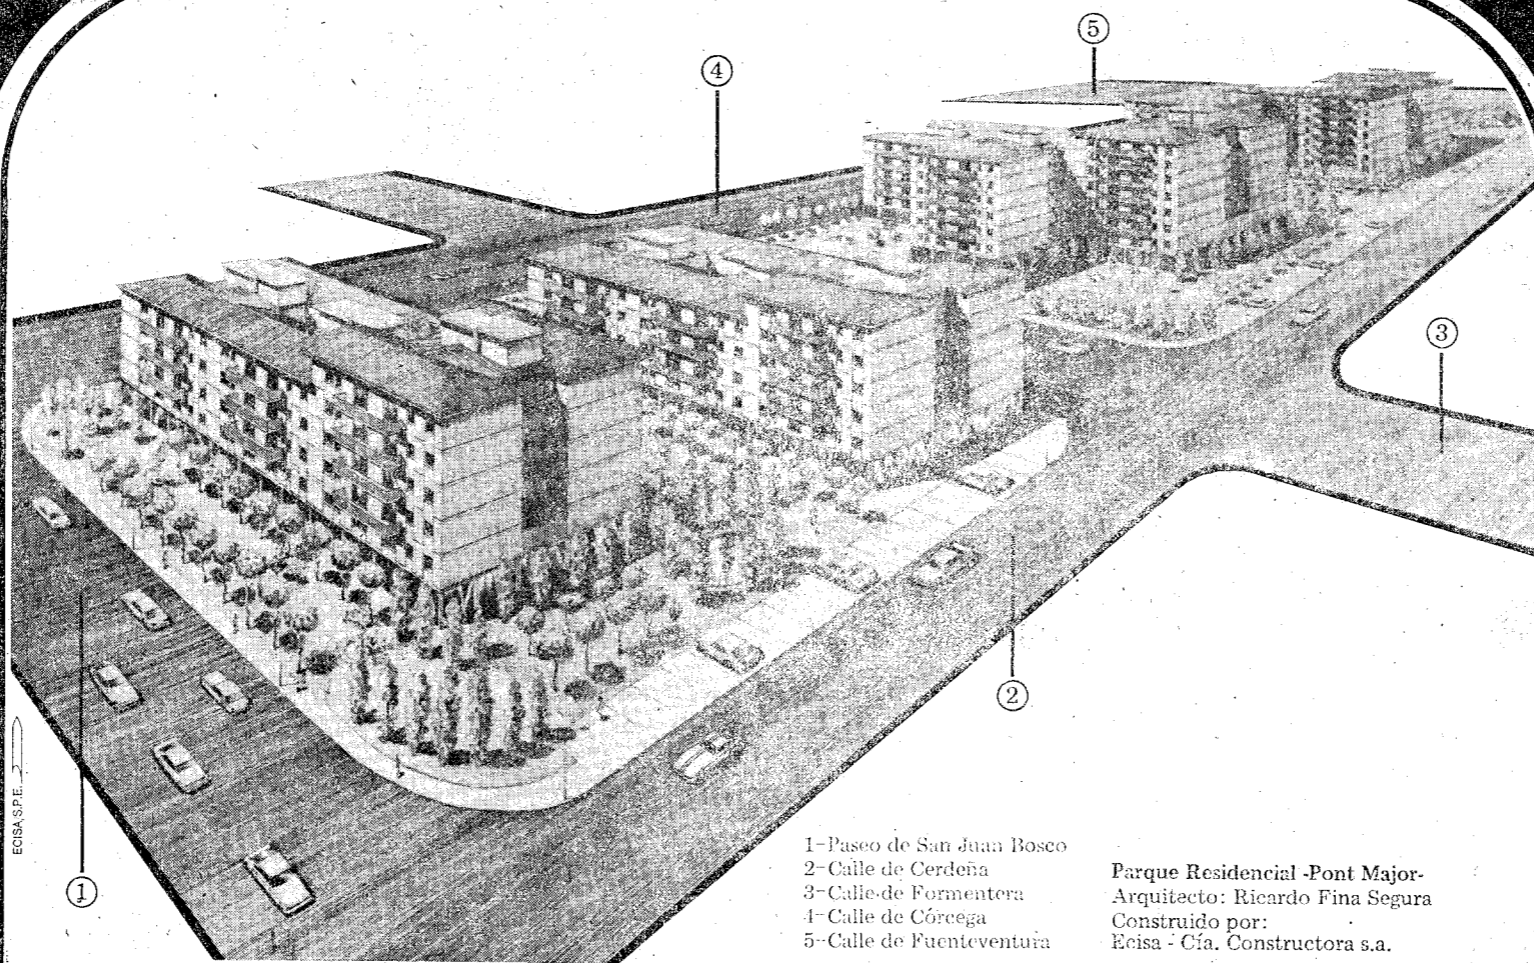 5
4
3
2
1
ECISA, S.P.E.
1-Paseo de San Juan Bosco
2-Calle de Cerdeña
3-Calle de Formentera
4-Calle de Córcega
5-Calle de Fuenteventura
Parque Residencial -Pont Major-
Arquitecto: Ricardo Fina Segura
Construido por:
Ecisa - Cía. Constructora s.a.